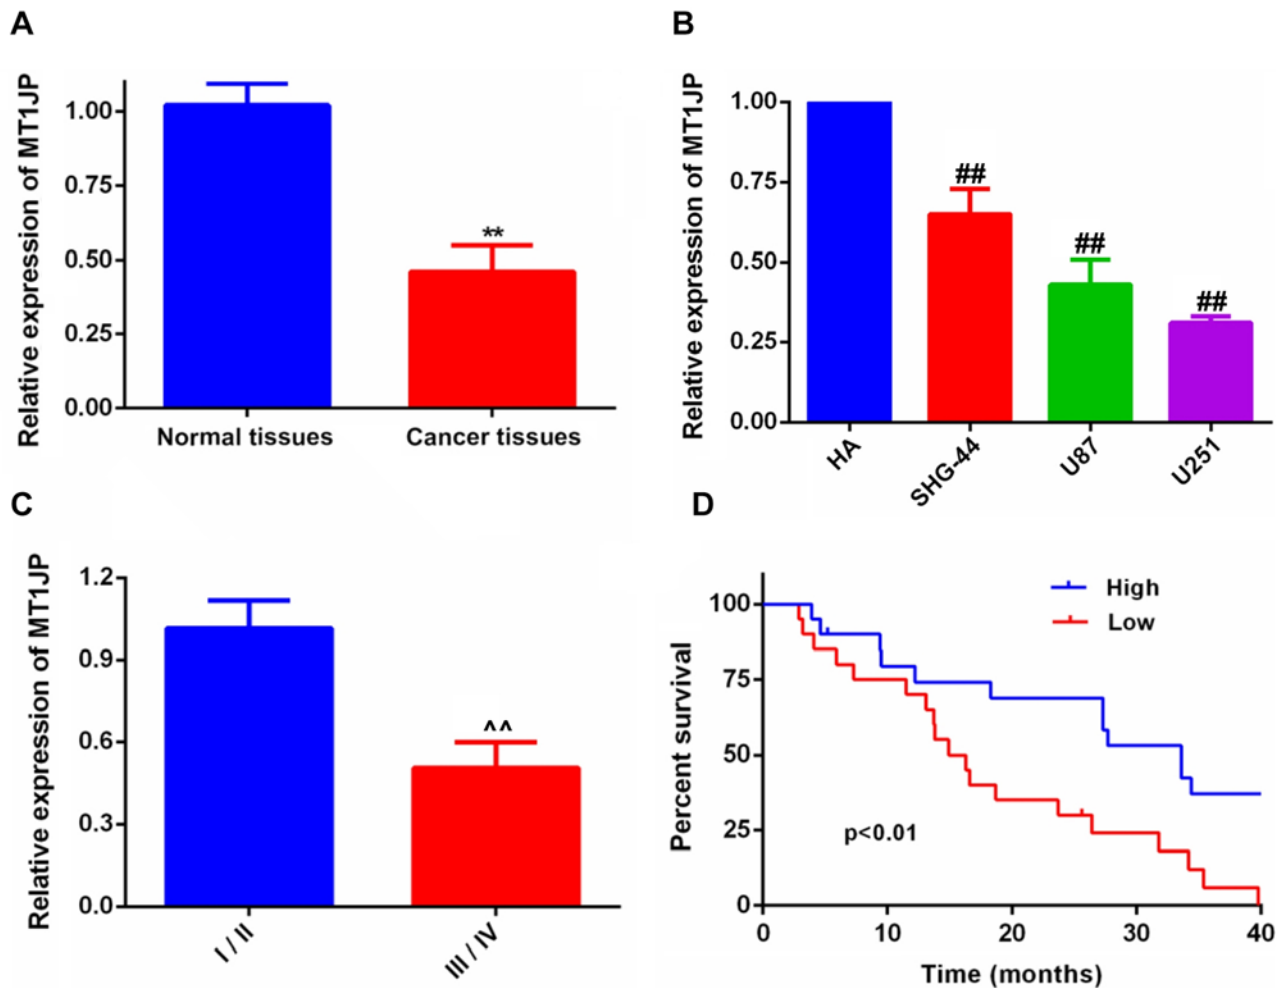 A
Relative expression of MT1JP
1.00
0.75
0.50
0.25
0.00
**
Normal tissues
Cancer tissues
B
Relative expression of MT1JP
1.00
0.75
0.50
0.25
0.00
##
##
##
HA
SHG-44
U87
U251
C
Relative expression of MT1JP
1.2
0.9
0.6
0.3
0.0
^^
I / II
III / IV
D
Percent survival
100
75
50
25
0
High
Low
p<0.01
0
10
20
30
40
Time (months)